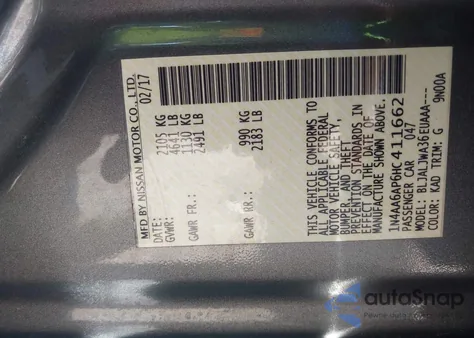 MFD BY NISSAN MOTOR CO., LTD.
DATE: 02/17
GVWR: 2105 KG
4641 LB
GAWR FR.: 1130 KG
2491 LB
GAWR RR.: 990 KG
2183 LB
THIS VEHICLE CONFORMS TO
ALL APPLICABLE FEDERAL
MOTOR VEHICLE SAFETY,
BUMPER, AND THEFT
PREVENTION STANDARDS IN
EFFECT ON THE DATE OF
MANUFACTURE SHOWN ABOVE.
1N4AA6AP6HC411662
PASSENGER CAR 047
MODEL: BLJALJWA36EUAAA---
COLOR: KAD TRIM: G 9N00A
autoSnap